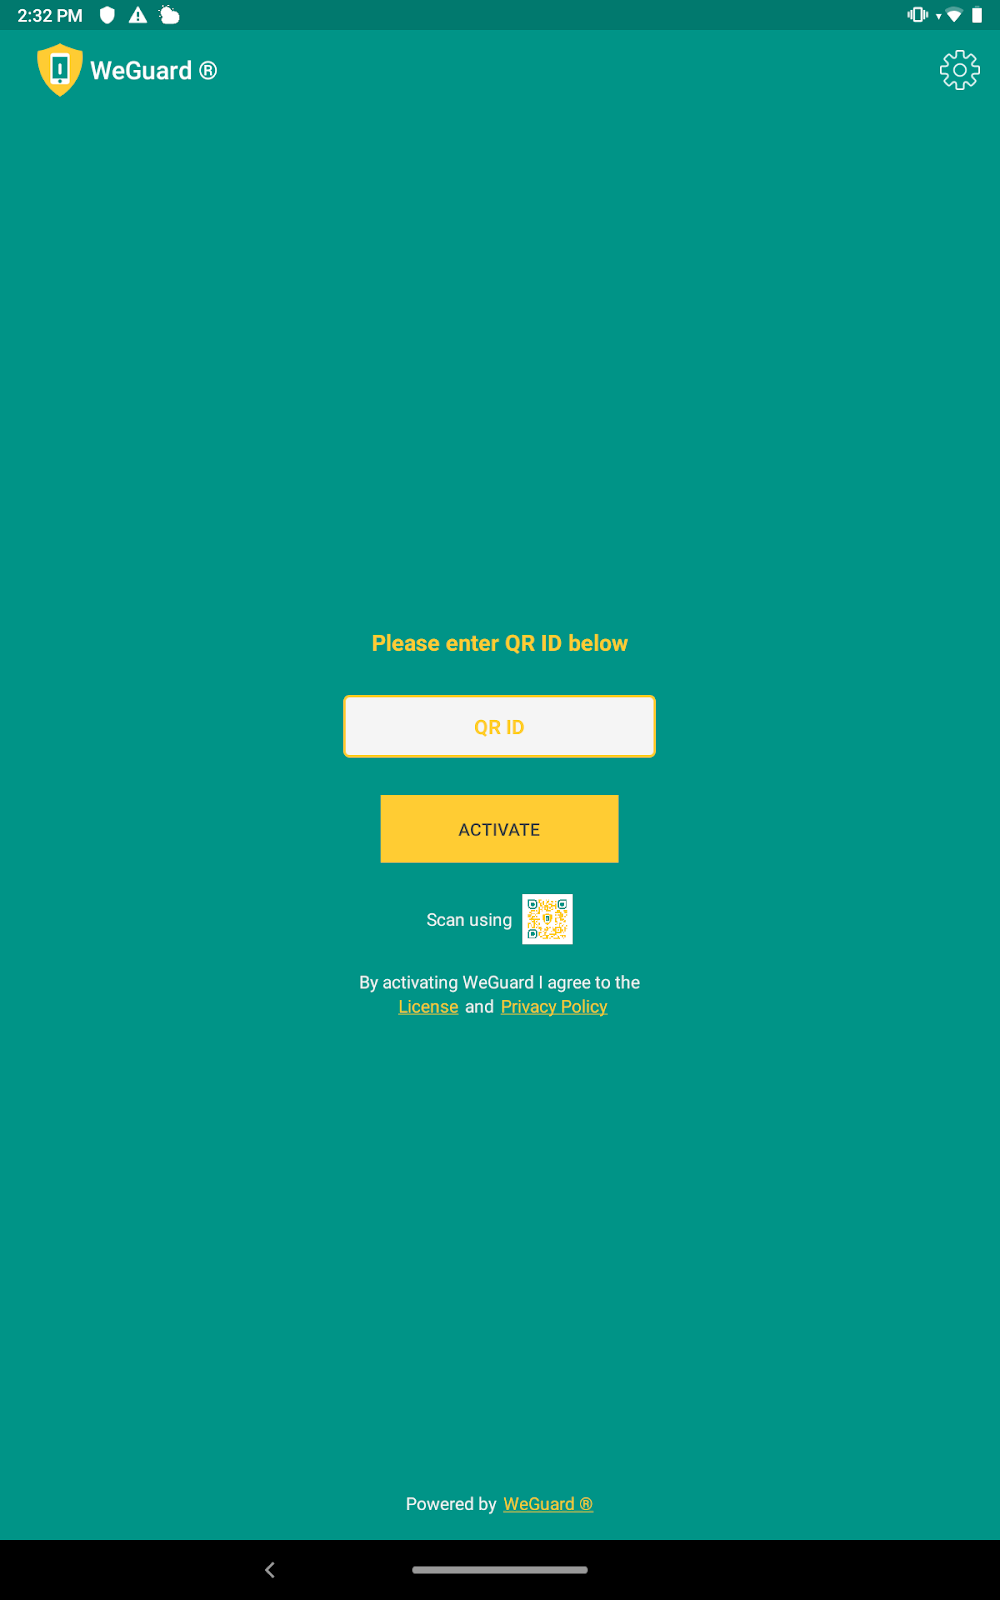 2:32 PM
WeGuard ®
Please enter QR ID below
QR ID
ACTIVATE
Scan using
By activating WeGuard I agree to the
License and Privacy Policy
Powered by WeGuard ®